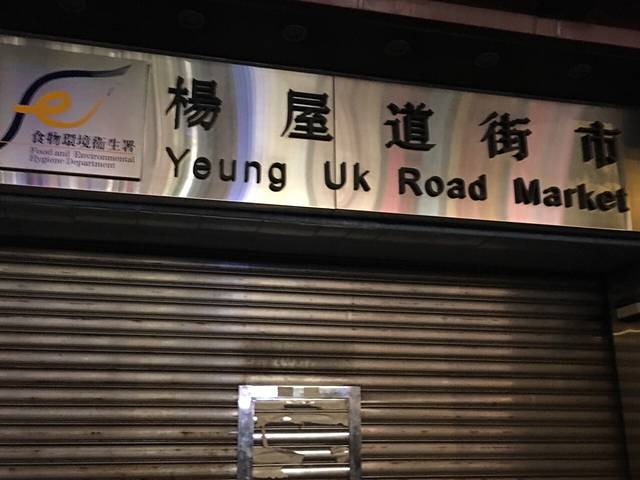 食物環境衞生署
Food and Environmental
Hygiene Department
楊屋道街市
Yeung Uk Road Market